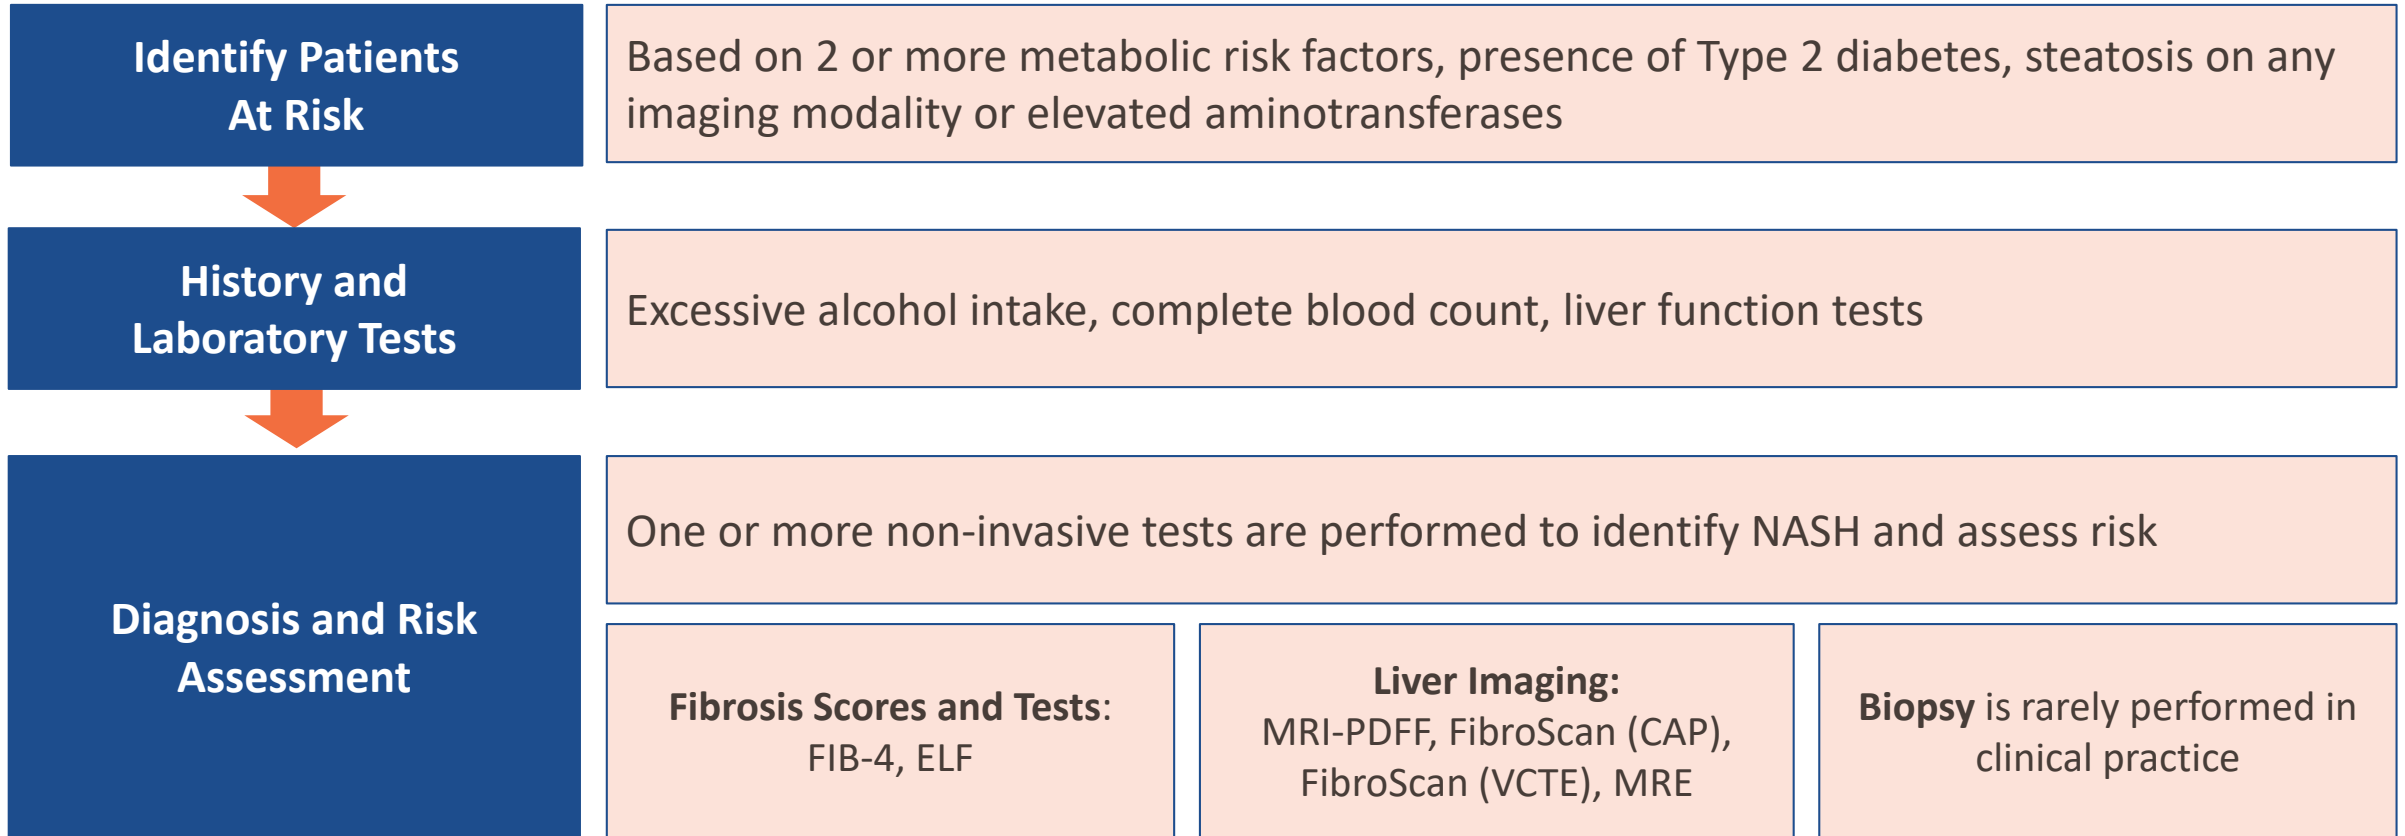 Identify Patients
At Risk
Based on 2 or more metabolic risk factors, presence of Type 2 diabetes, steatosis on any
imaging modality or elevated aminotransferases
History and
Laboratory Tests
Excessive alcohol intake, complete blood count, liver function tests
Diagnosis and Risk
Assessment
One or more non-invasive tests are performed to identify NASH and assess risk
Fibrosis Scores and Tests:
FIB-4, ELF
Liver Imaging:
MRI-PDFF, FibroScan (CAP),
FibroScan (VCTE), MRE
Biopsy is rarely performed in
clinical practice